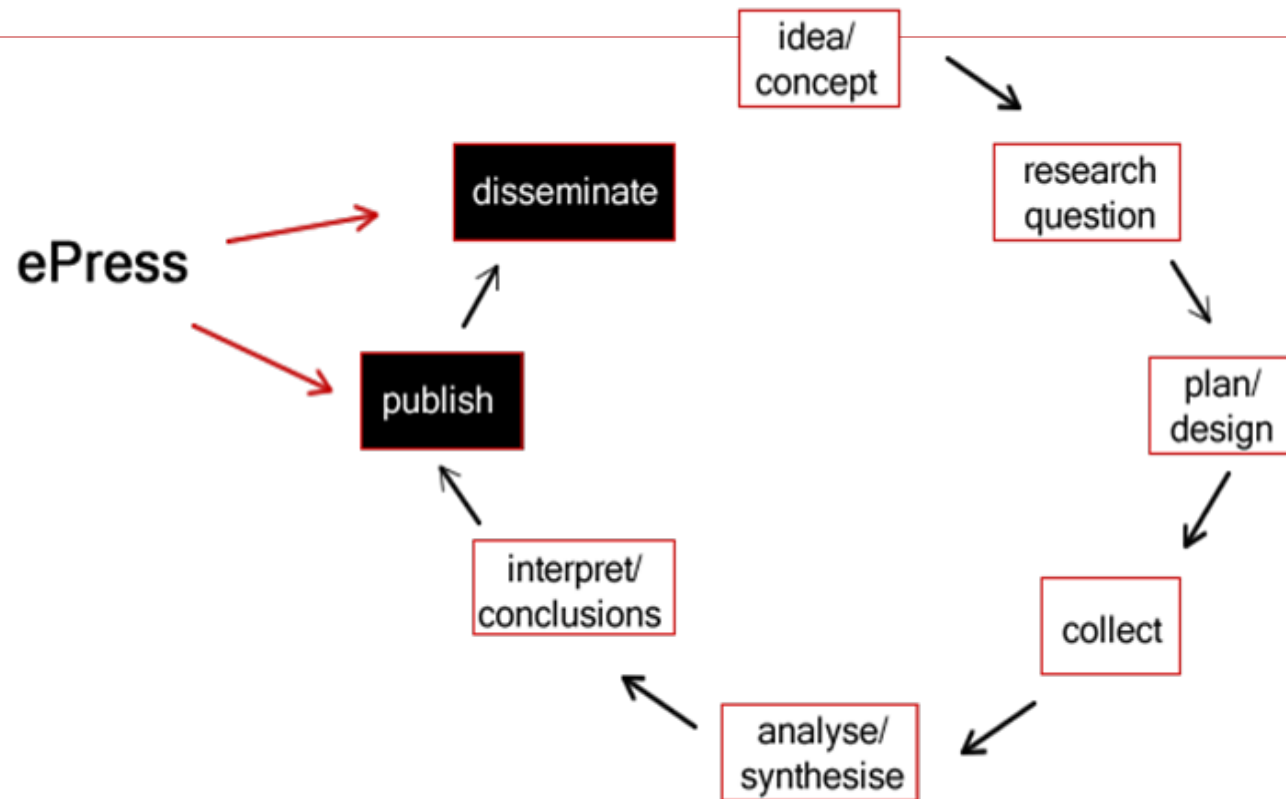 idea/
concept
research
question
plan/
design
collect
analyse/
synthesise
interpret/
conclusions
publish
disseminate
ePress